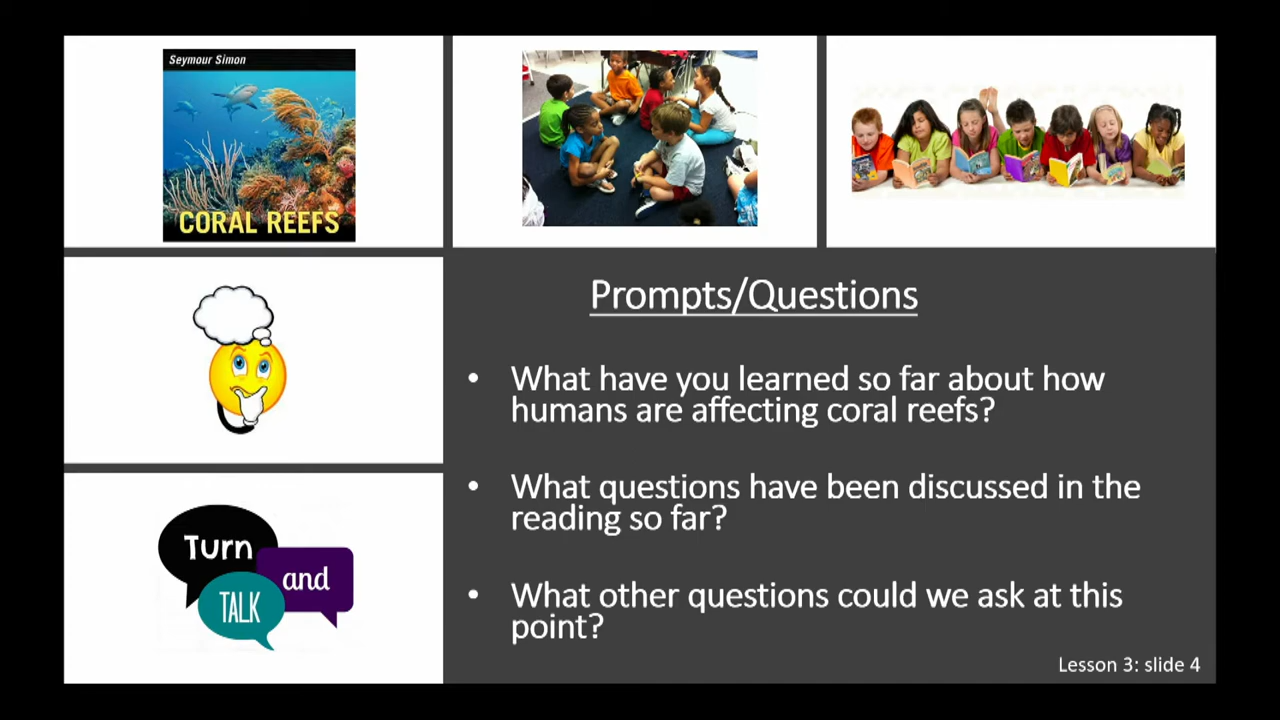 Seymour Simon
CORAL REEFS
Turn
and
TALK
Prompts/Questions
• What have you learned so far about how
humans are affecting coral reefs?
• What questions have been discussed in the
reading so far?
• What other questions could we ask at this
point?
Lesson 3: slide 4